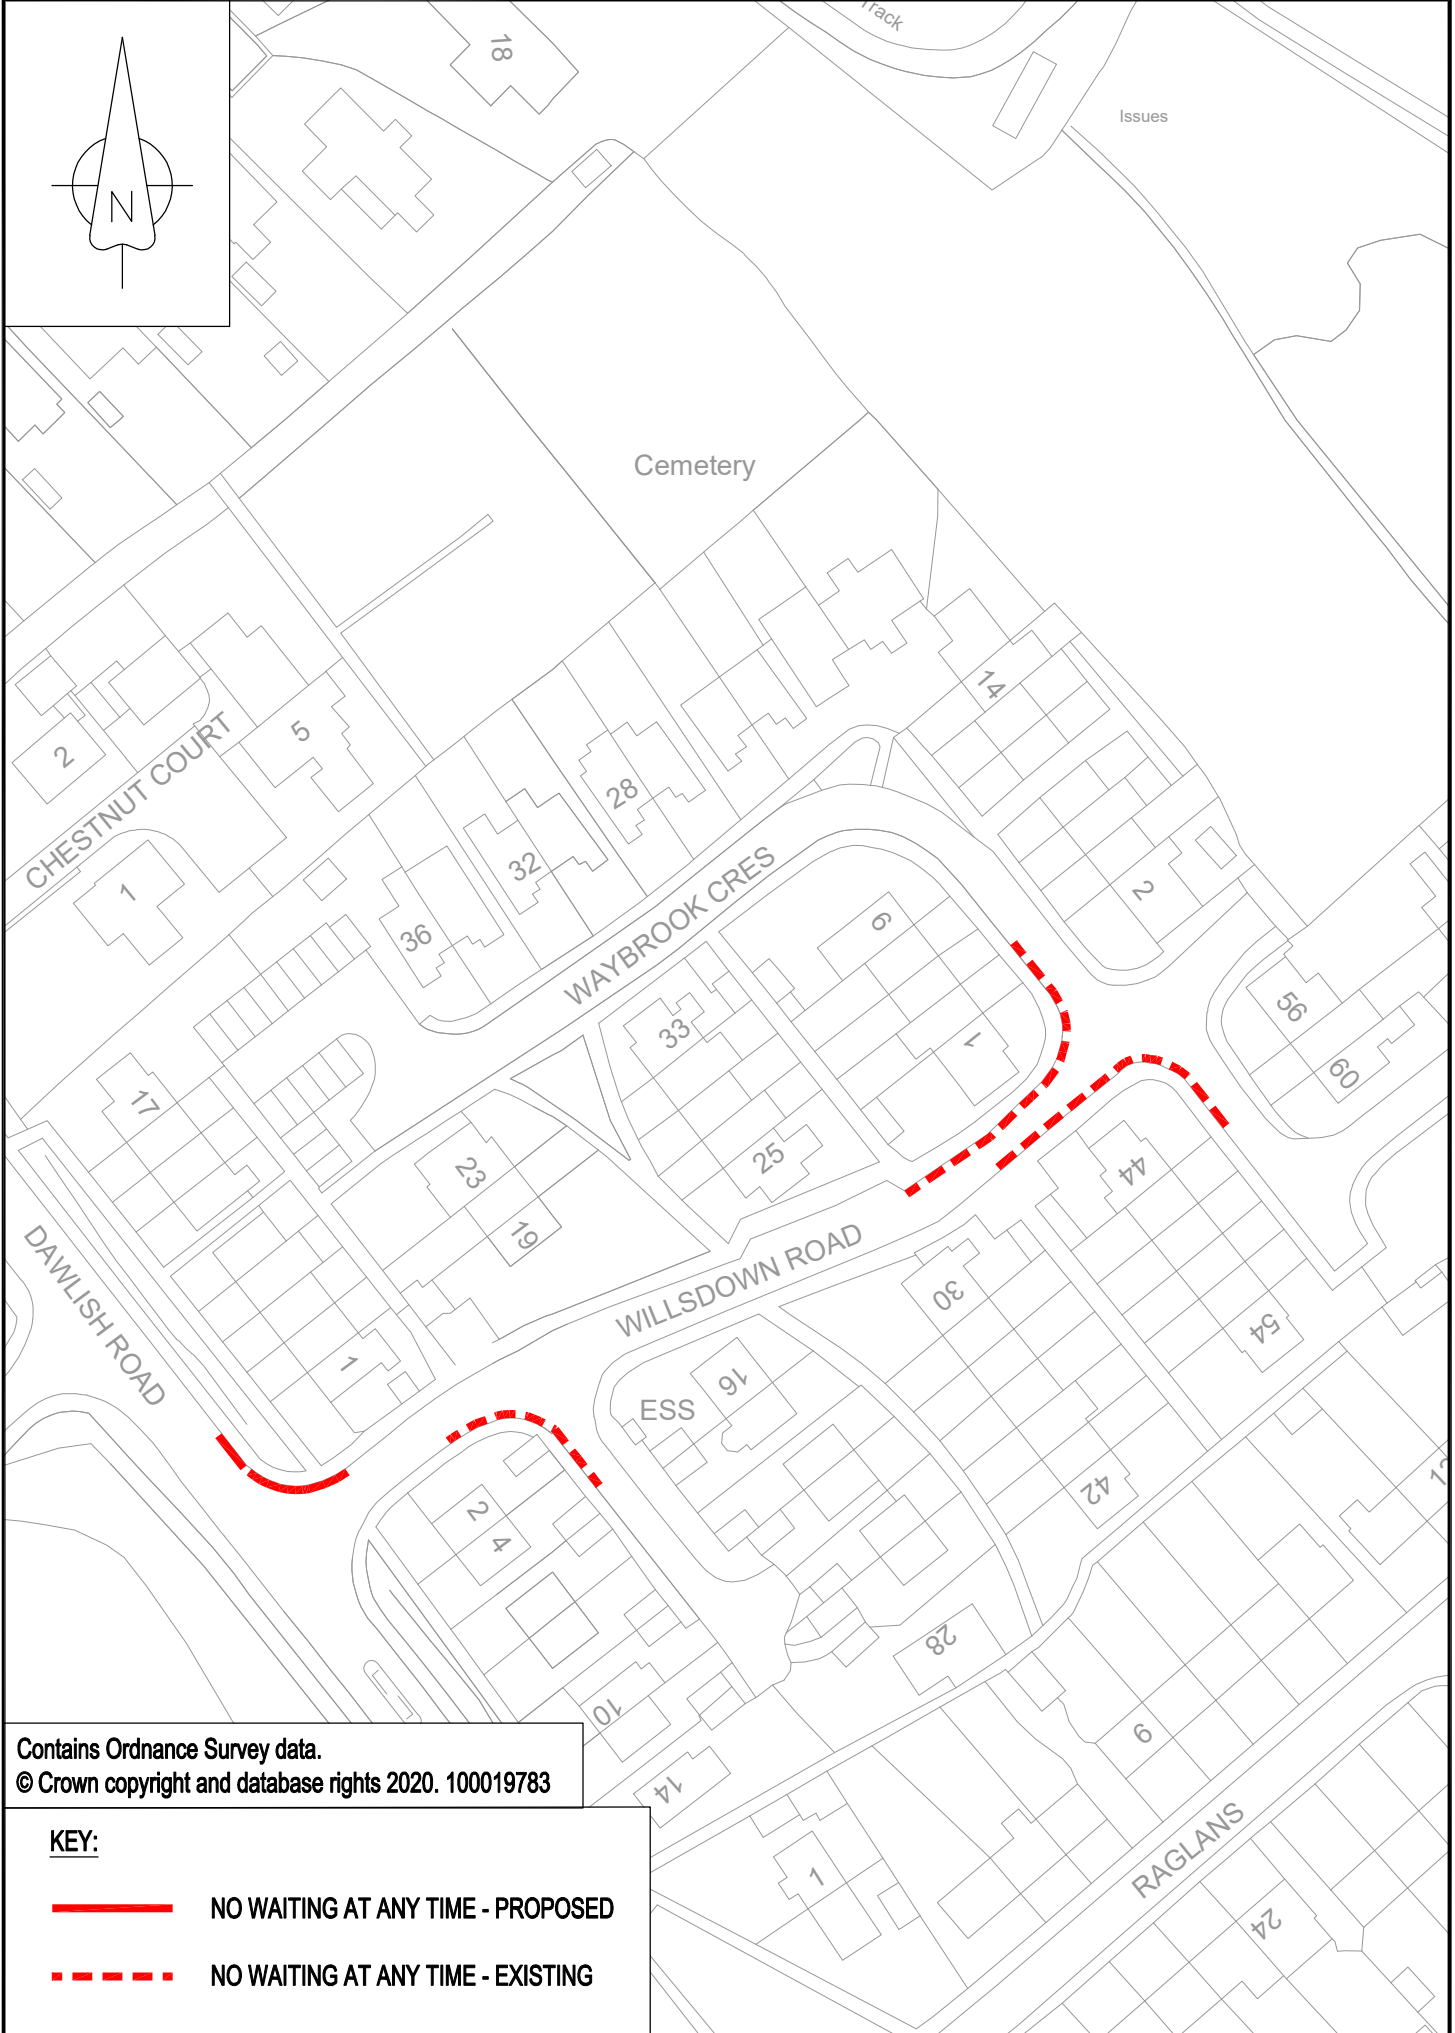 Track
18
Issues
N
Cemetery
14
2
CHESTNUT COURT
5
28
1
32
2
36
WAYBROOK CRES
6
33
1
56
60
17
25
44
23
19
DAWLISH ROAD
WILLSDOWN ROAD
30
54
1
16
ESS
42
2
4
28
10
9
14
1
RAGLANS
24
Contains Ordnance Survey data.
© Crown copyright and database rights 2020. 100019783
KEY:
NO WAITING AT ANY TIME - PROPOSED
NO WAITING AT ANY TIME - EXISTING